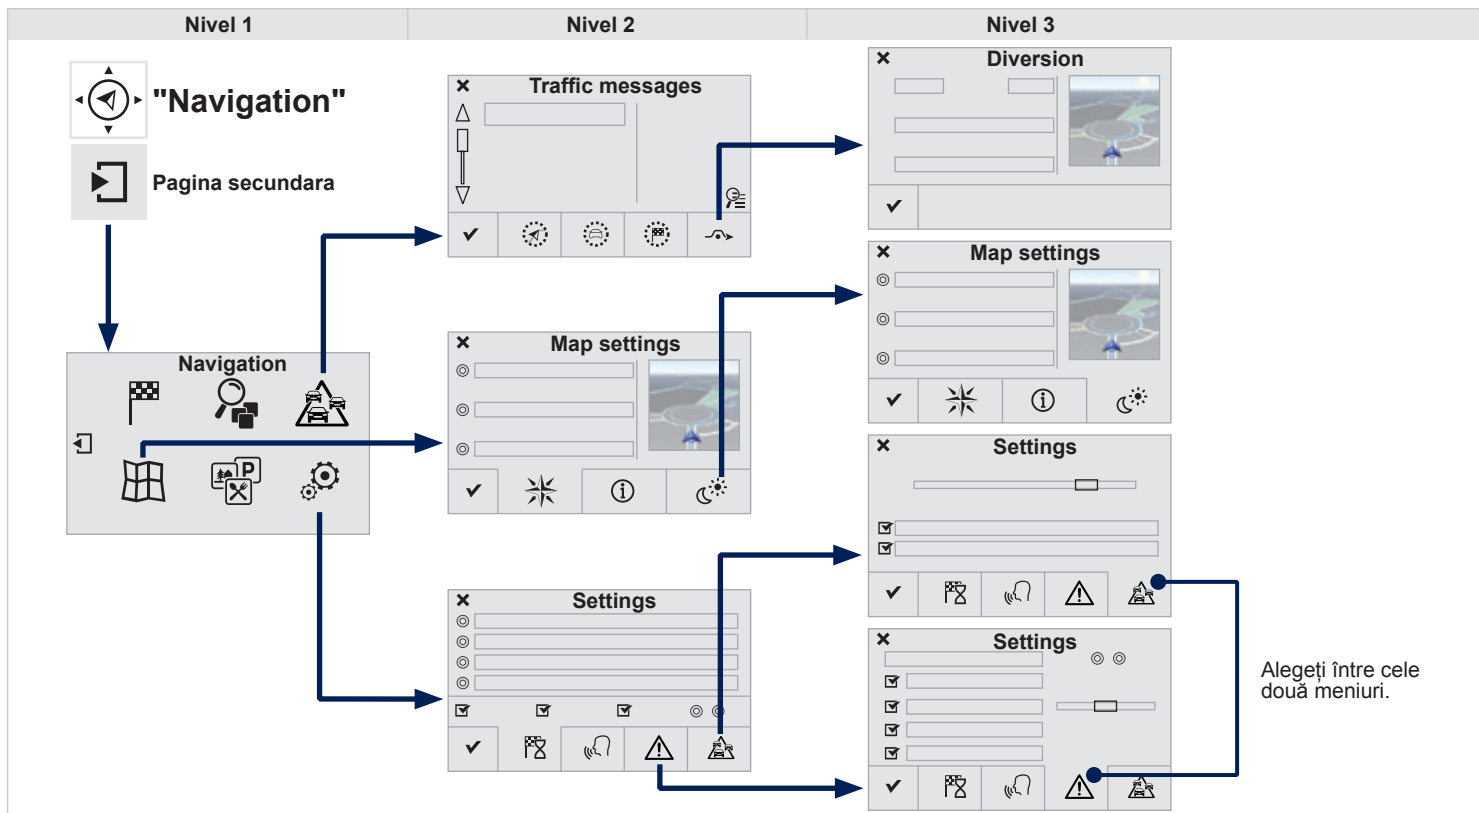 Nivel 1
Nivel 2
Nivel 3
"Navigation"
Pagina secundara
Navigation
P
Traffic messages
Map settings
Settings
Diversion
Map settings
Settings
Settings
Alegeți între cele
două meniuri.